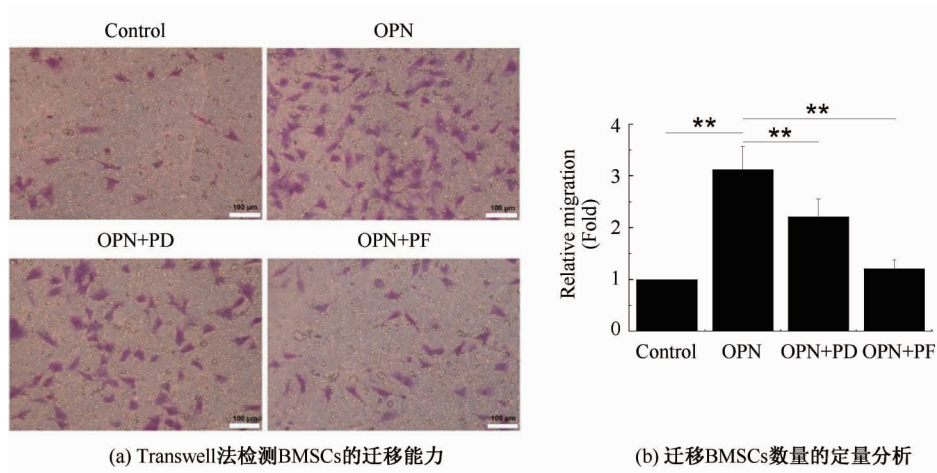 Control
OPN
100 μm
100 μm
OPN+PD
OPN+PF
100 μm
100 μm
(a) Transwell法检测BMSCs的迁移能力
**
**
**
4
3
2
1
0
Relative migration
(Fold)
Control
OPN
OPN+PD
OPN+PF
(b) 迁移BMSCs数量的定量分析